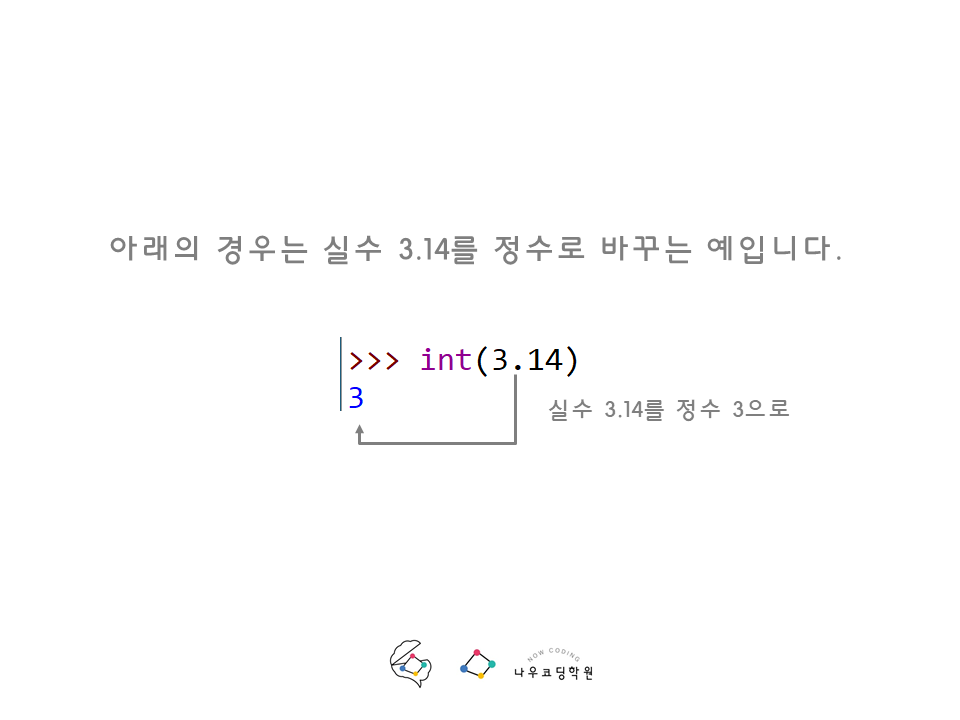 아래의 경우는 실수 3.14를 정수로 바꾸는 예입니다.
>>> int(3.14)
3
실수 3.14를 정수 3으로
NOW CODING
나우코딩학원